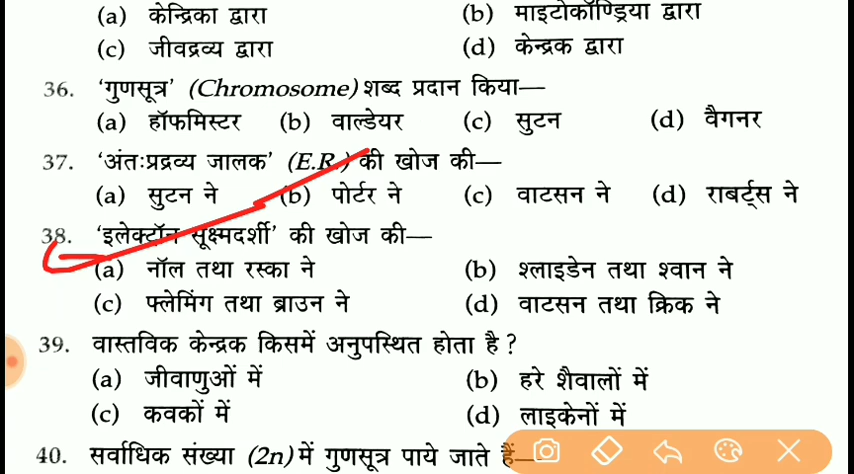 (a) केन्द्रिका द्वारा (b) माइटोकॉण्ड्रिया द्वारा
(c) जीवद्रव्य द्वारा (d) केन्द्रक द्वारा
36. ‘गुणसूत्र’ (Chromosome) शब्द प्रदान किया—
(a) हॉफमिस्टर (b) वाल्डेयर (c) सुटन (d) वैगनर
37. ‘अंतःप्रद्रव्य जालक’ (E.R.) की खोज की—
(a) सुटन ने (b) पोर्टर ने (c) वाटसन ने (d) राबर्ट्स ने
38. ‘इलेक्ट्रॉन सूक्ष्मदर्शी’ की खोज की—
(a) नॉल तथा रस्का ने (b) श्लाइडेन तथा श्वान ने
(c) फ्लेमिंग तथा ब्राउन ने (d) वाटसन तथा क्रिक ने
39. वास्तविक केन्द्रक किसमें अनुपस्थित होता है ?
(a) जीवाणुओं में (b) हरे शैवालों में
(c) कवकों में (d) लाइकेनों में
40. सर्वाधिक संख्या (2n) में गुणसूत्र पाये जाते हैं—